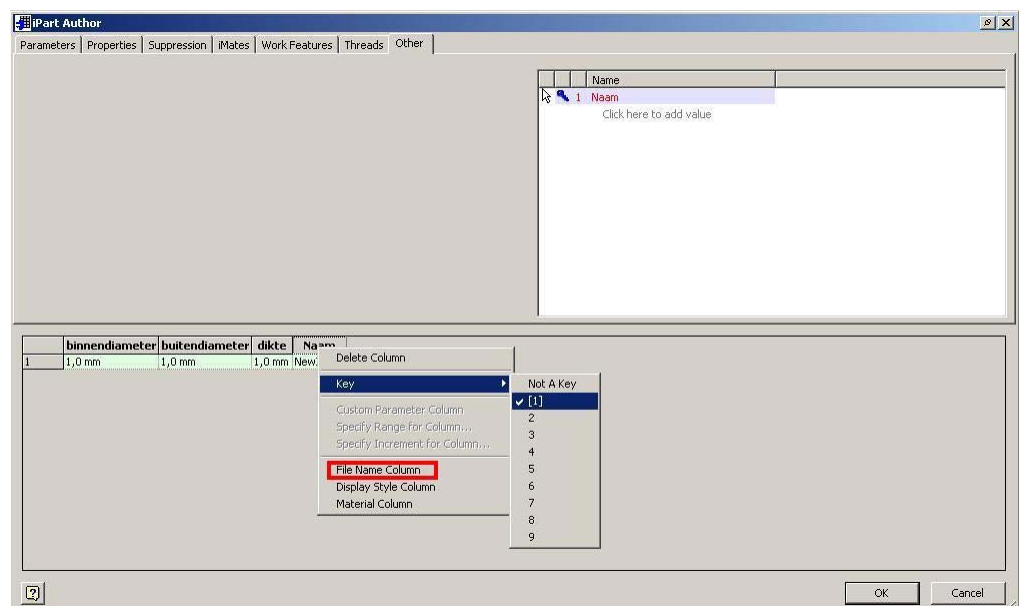 iPart Author
Parameters Properties Suppression iMates Work Features Threads Other
Name
1 Naam
Click here to add value
binnendiameter buitendiameter dikte Naam
1 1,0 mm 1,0 mm 1,0 mm New
Delete Column
Key
Not A Key
[1]
Custom Parameter Column
2
Specify Range for Column...
3
Specify Increment for Column...
4
File Name Column
5
Display Style Column
6
Material Column
7
8
9
OK Cancel